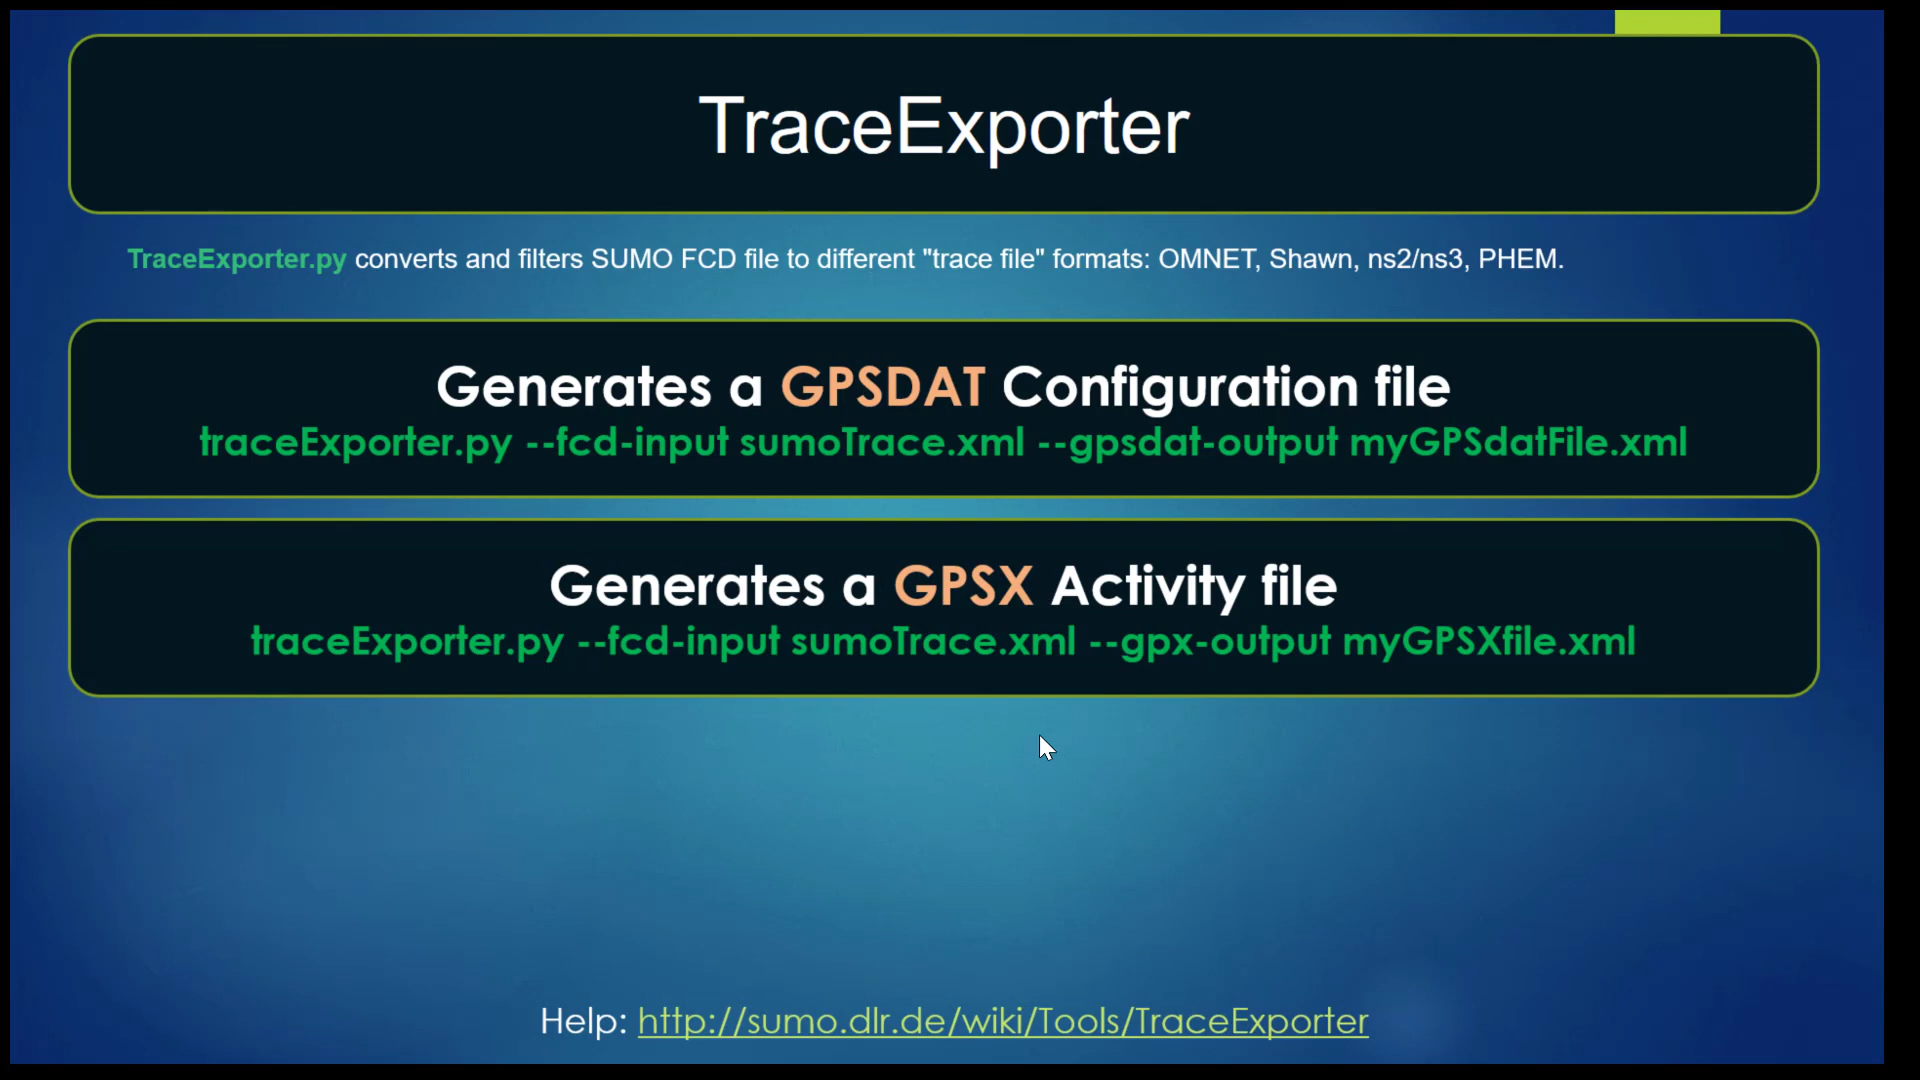 TraceExporter
TraceExporter.py converts and filters SUMO FCD file to different "trace file" formats: OMNET, Shawn, ns2/ns3, PHEM.
Generates a GPSDAT Configuration file
traceExporter.py --fcd-input sumoTrace.xml --gpsdat-output myGPSdatFile.xml
Generates a GPSX Activity file
traceExporter.py --fcd-input sumoTrace.xml --gpx-output myGPSXfile.xml
Help: http://sumo.dlr.de/wiki/Tools/TraceExporter